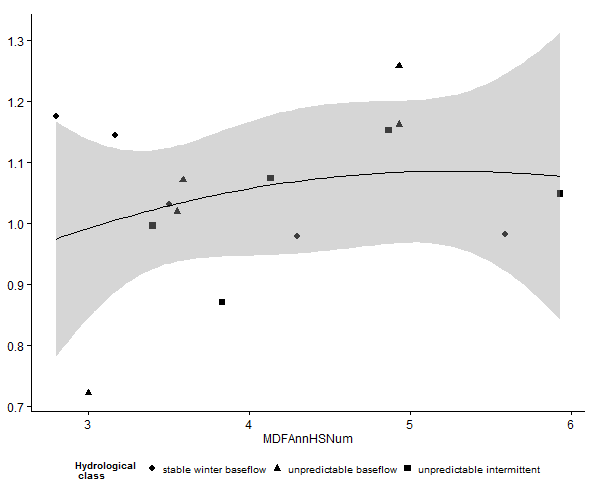 1.3
1.2
1.1
1.0
0.9
0.8
0.7
3 4 5 6
MDFAnnHSNum
Hydrological
class
stable winter baseflow unpredictable baseflow unpredictable intermittent